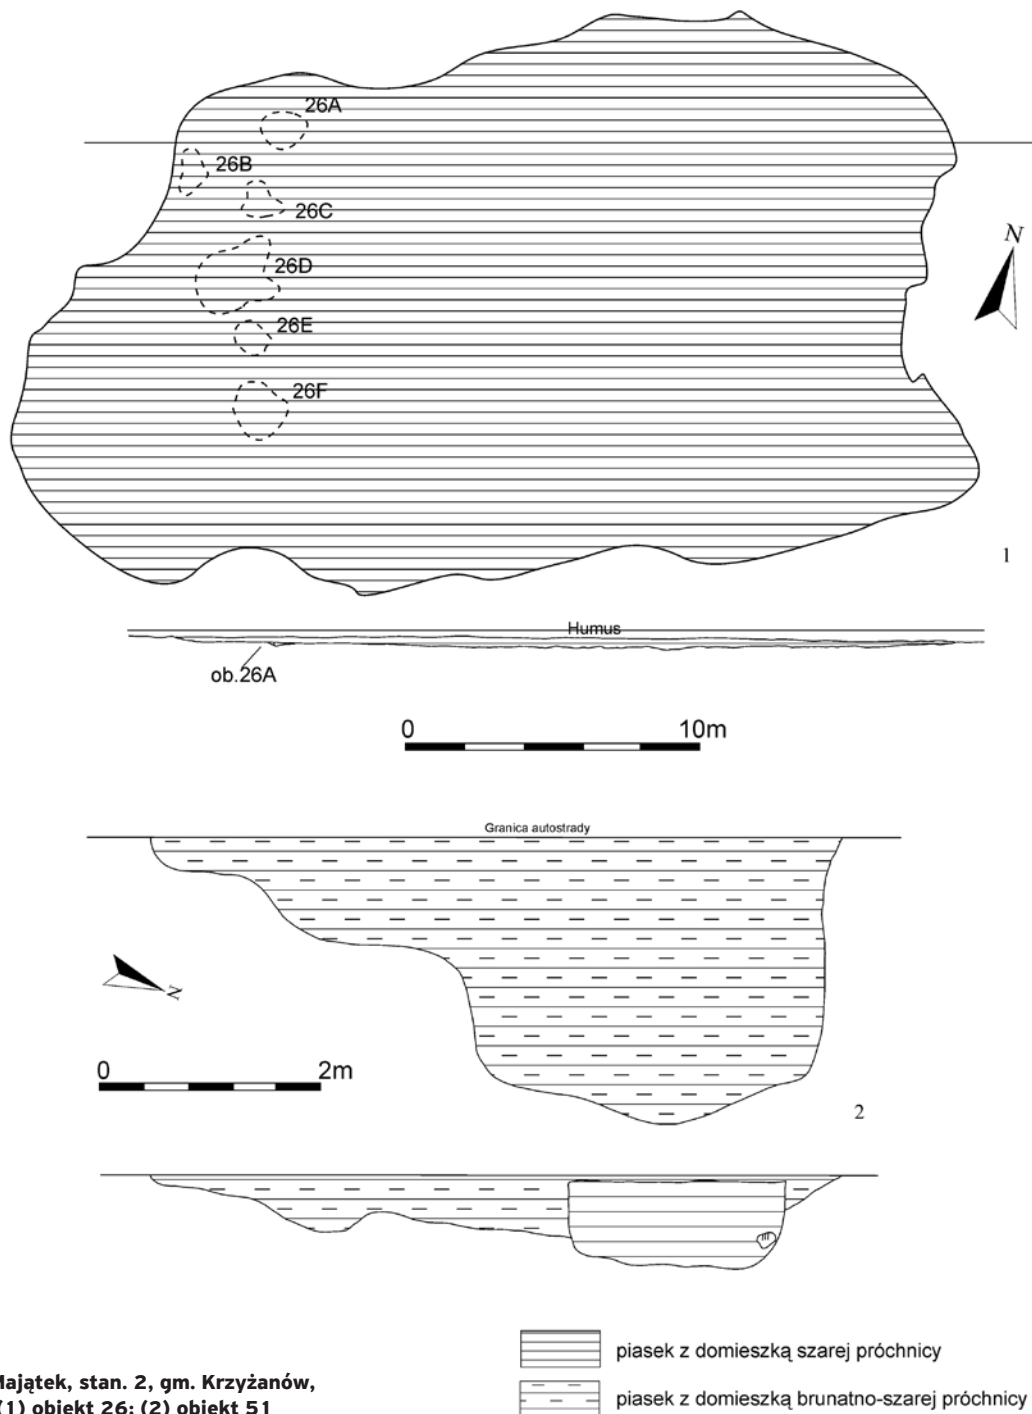 26A
26B
26C
26D
26E
26F
N
1
Humus
ob.26A
0 10m
Granica autostrady
N
0 2m
2
piasek z domieszką szarej próchnicy
piasek z domieszką brunatno-szarej próchnicy
Majątek, stan. 2, gm. Krzyżanów,
(1) obiekt 26; (2) obiekt 51